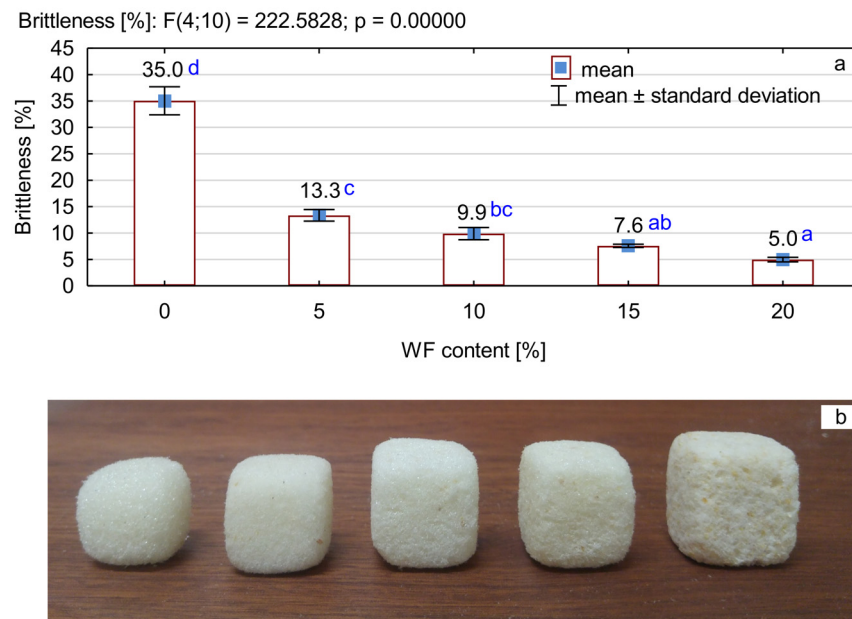 Brittleness [%]: F(4;10) = 222.5828; p = 0.00000
45
40
35
30
25
20
15
10
5
0
Brittleness [%]
35.0 d
13.3 c
9.9 bc
7.6 ab
5.0 a
mean
mean ± standard deviation
a
0 5 10 15 20
WF content [%]
b